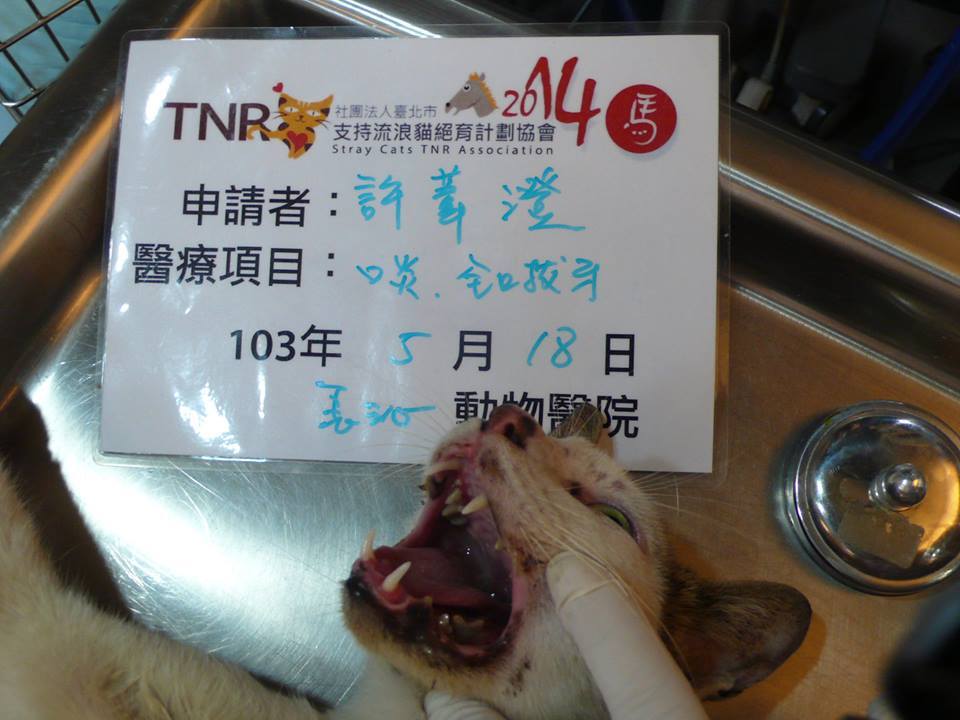 TNR 社團法人臺北市 2014 馬
支持流浪貓絕育計劃協會
Stray Cats TNR Association
申請者：許葦澄
醫療項目：口炎、全口拔牙
103年 5 月 18 日
動物醫院